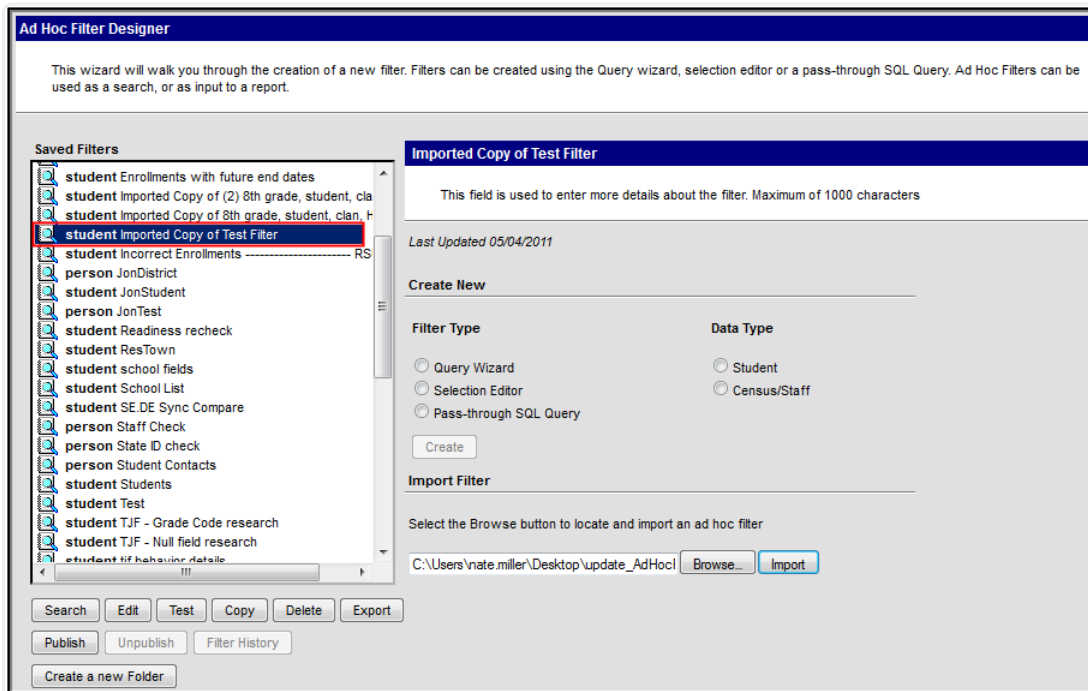 Ad Hoc Filter Designer
This wizard will walk you through the creation of a new filter. Filters can be created using the Query wizard, selection editor or a pass-through SQL Query. Ad Hoc Filters can be
used as a search, or as input to a report.
Saved Filters
student Enrollments with future end dates
student Imported Copy of (2) 8th grade, student, cla
student Imported Copy of 8th grade, student, clan, H
student Imported Copy of Test Filter
student Incorrect Enrollments ----------------------- RS
person JonDistrict
student JonStudent
person JonTest
student Readiness recheck
student ResTown
student school fields
student School List
student SE.DE Sync Compare
person Staff Check
person State ID check
person Student Contacts
student Students
student Test
student TJF - Grade Code research
student TJF - Null field research
student tjf behavior details
Search Edit Test Copy Delete Export
Publish Unpublish Filter History
Create a new Folder
Imported Copy of Test Filter
This field is used to enter more details about the filter. Maximum of 1000 characters
Last Updated 05/04/2011
Create New
Filter Type Data Type
Query Wizard Student
Selection Editor Census/Staff
Pass-through SQL Query
Create
Import Filter
Select the Browse button to locate and import an ad hoc filter
C:\Users\nate.miller\Desktop\update_AdHocI Browse... Import